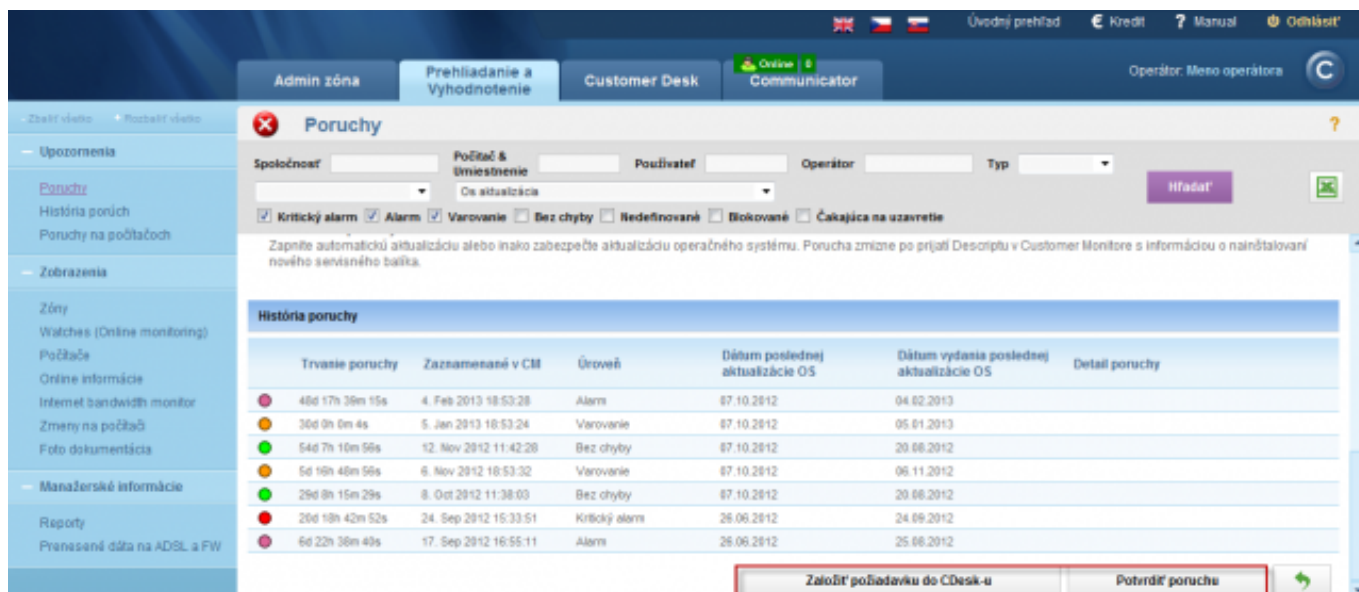 Úvodný prehľad € Kredit ? Manual Odhlásiť
Online | 0
Admin zóna Prehliadanie a Vyhodnotenie Customer Desk Communicator Operátor: Meno operátora
- Zbaliť všetko + Rozbaliť všetko
Upozornenia
Poruchy
História porúch
Poruchy na počítačoch
Zobrazenia
Zóny
Watches (Online monitoring)
Počítače
Online informácie
Internet bandwidth monitor
Zmeny na počítači
Foto dokumentácia
Manažerské informácie
Reporty
Prenesené dáta na ADSL a FW
Poruchy ?
Spoločnosť Počítač & Umiestnenie Používateľ Operátor Typ
Os aktualizácia Hľadať
Kritický alarm Alarm Varovanie Bez chyby Nedefinované Blokované Čakajúca na uzavretie
Zapnite automatickú aktualizáciu alebo inako zabezpečte aktualizáciu operačného systému. Porucha zmizne po prijatí Descriptu v Customer Monitore s informáciou o nainštalovaní
nového servisného balíka.
História poruchy
Trvanie poruchy Zaznamenané v CM Úroveň Dátum poslednej aktualizácie OS Dátum vydania poslednej aktualizácie OS Detail poruchy
48d 17h 39m 15s 4. Feb 2013 18:53:28 Alarm 07.10.2012 04.02.2013
30d 0h 0m 4s 5. Jan 2013 18:53:24 Varovanie 07.10.2012 05.01.2013
54d 7h 10m 56s 12. Nov 2012 11:42:28 Bez chyby 07.10.2012 20.08.2012
5d 16h 48m 56s 6. Nov 2012 18:53:32 Varovanie 07.10.2012 06.11.2012
29d 8h 15m 29s 8. Oct 2012 11:38:03 Bez chyby 07.10.2012 20.08.2012
20d 18h 42m 52s 24. Sep 2012 15:33:51 Kritický alarm 26.06.2012 24.09.2012
6d 22h 38m 40s 17. Sep 2012 16:55:11 Alarm 26.06.2012 25.08.2012
Založiť požiadavku do CDesk-u Potvrdiť poruchu